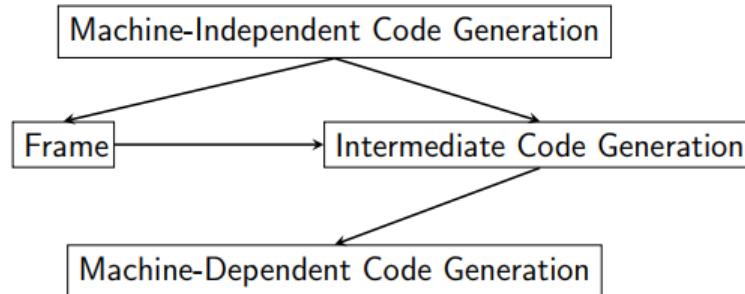 Machine-Independent Code Generation
Frame
Intermediate Code Generation
Machine-Dependent Code Generation